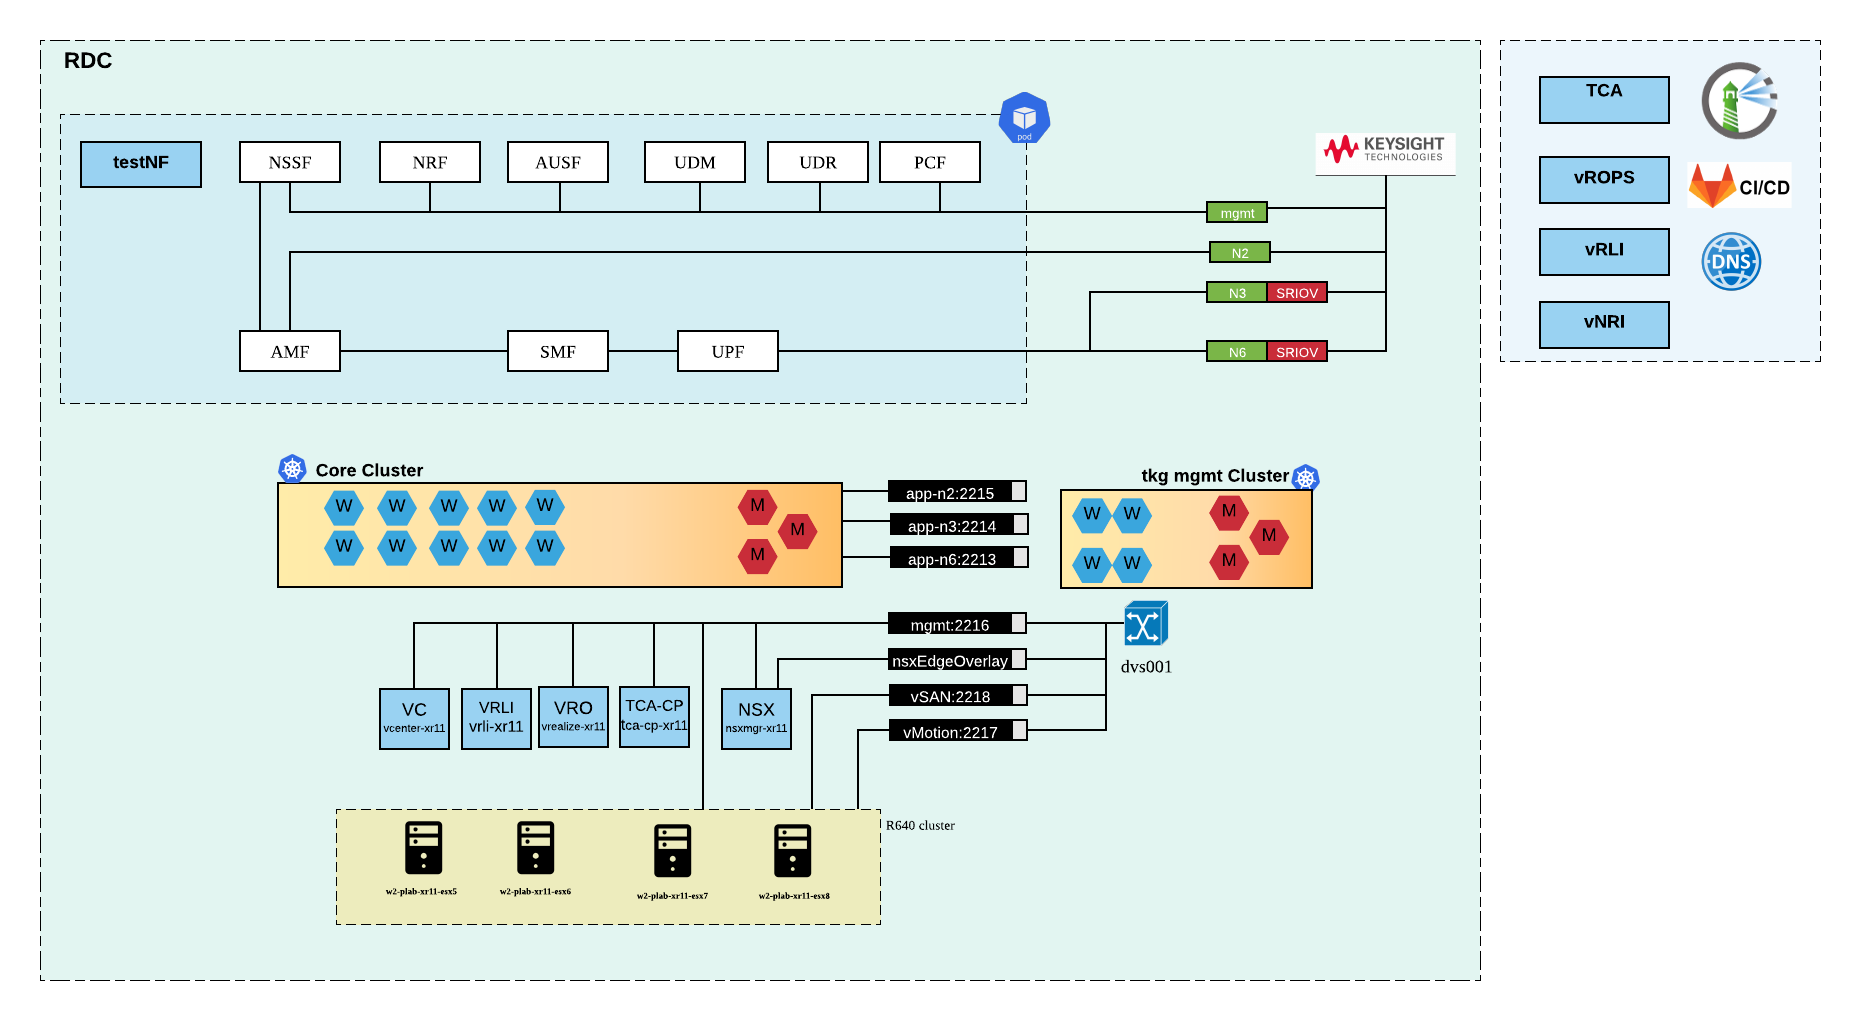 RDC
pod
testNF
NSSF
NRF
AUSF
UDM
UDR
PCF
KEYSIGHT
TECHNOLOGIES
mgmt
N2
N3
SRIOV
AMF
SMF
UPF
N6
SRIOV
TCA
vROPS
CI/CD
vRLI
DNS
vNRI
Core Cluster
W
W
W
W
W
W
W
W
W
W
M
M
M
app-n2:2215
app-n3:2214
app-n6:2213
tkg mgmt Cluster
W
W
W
W
M
M
M
mgmt:2216
nsxEdgeOverlay
vSAN:2218
vMotion:2217
dvs001
VC
vcenter-xr11
VRLI
vrli-xr11
VRO
vrealize-xr11
TCA-CP
tca-cp-xr11
NSX
nsxmgr-xr11
R640 cluster
w2-plab-xr11-esx5
w2-plab-xr11-esx6
w2-plab-xr11-esx7
w2-plab-xr11-esx8